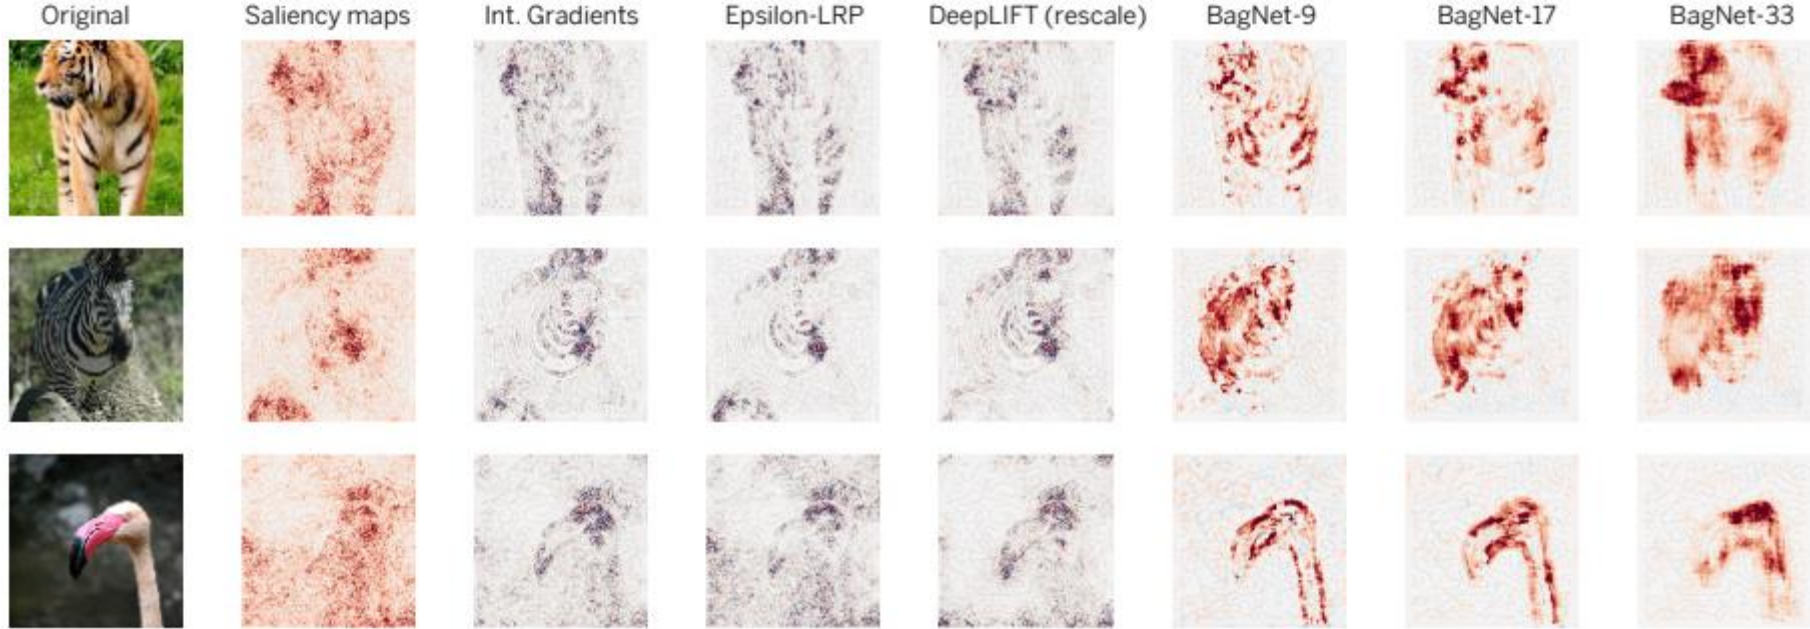 Original
Saliency maps
Int. Gradients
Epsilon-LRP
DeepLIFT (rescale)
BagNet-9
BagNet-17
BagNet-33